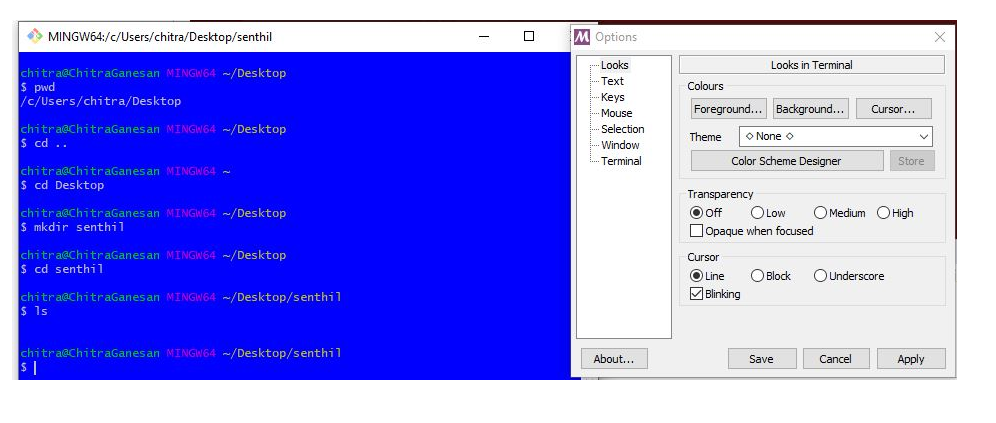 MINGW64:/c/Users/chitra/Desktop/senthil
chitra@ChitraGanesan MINGW64 ~/Desktop
$ pwd
/c/Users/chitra/Desktop
chitra@ChitraGanesan MINGW64 ~/Desktop
$ cd ..
chitra@ChitraGanesan MINGW64 ~
$ cd Desktop
chitra@ChitraGanesan MINGW64 ~/Desktop
$ mkdir senthil
chitra@ChitraGanesan MINGW64 ~/Desktop
$ cd senthil
chitra@ChitraGanesan MINGW64 ~/Desktop/senthil
$ ls
chitra@ChitraGanesan MINGW64 ~/Desktop/senthil
$
Options
Looks
Text
Keys
Mouse
Selection
Window
Terminal
Looks in Terminal
Colours
Foreground... Background... Cursor...
Theme ◇ None ◇
Color Scheme Designer Store
Transparency
Off Low Medium High
Opaque when focused
Cursor
Line Block Underscore
Blinking
About... Save Cancel Apply